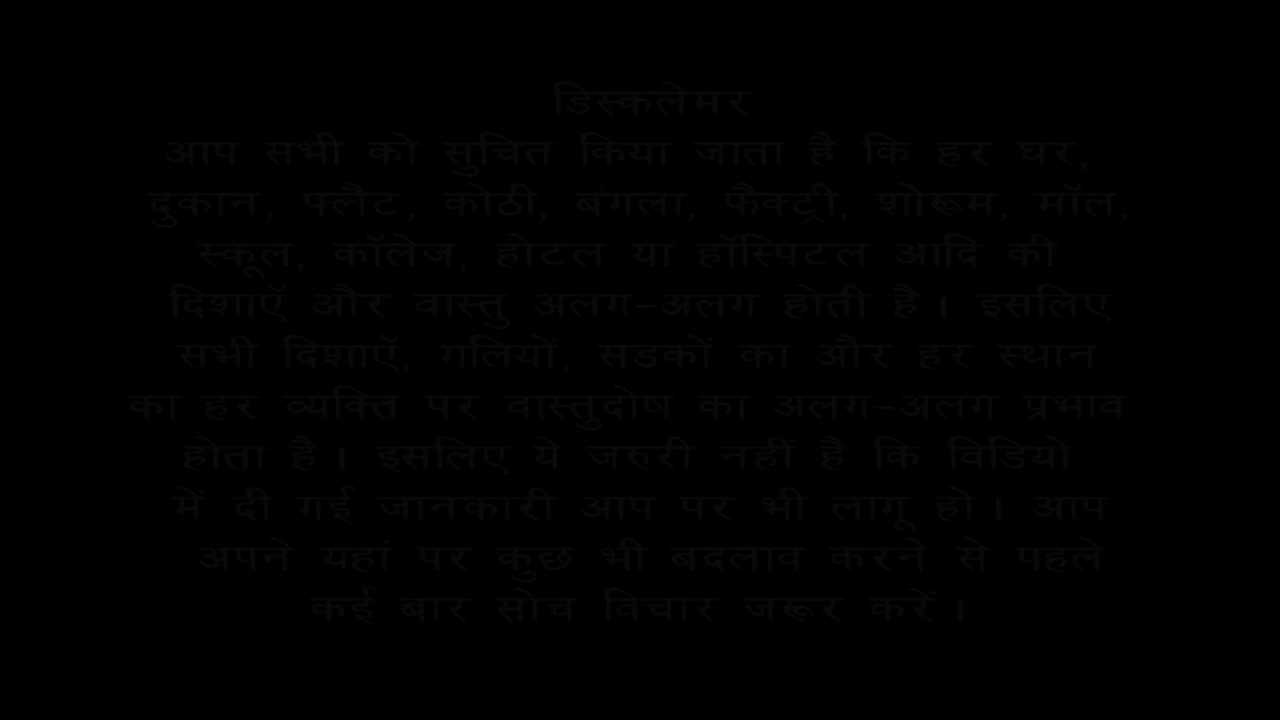 डिस्कलेमर
आप सभी को सुचित किया जाता है कि हर घर,
दुकान, फ्लैट, कोठी, बंगला, फैक्ट्री, शोरूम, मॉल,
स्कूल, कॉलेज, होटल या हॉस्पिटल आदि की
दिशाएॅ और वास्तु अलग–अलग होती है। इसलिए
सभी दिशाएॅ, गलियों, सडकों का और हर स्थान
का हर व्यक्ति पर वास्तुदोष का अलग–अलग प्रभाव
होता है। इसलिए ये जरुरी नहीं है कि विडियो
में दी गई जानकारी आप पर भी लागू हो। आप
अपने यहां पर कुछ भी बदलाव करने से पहले
कई बार सोच विचार जरूर करें।